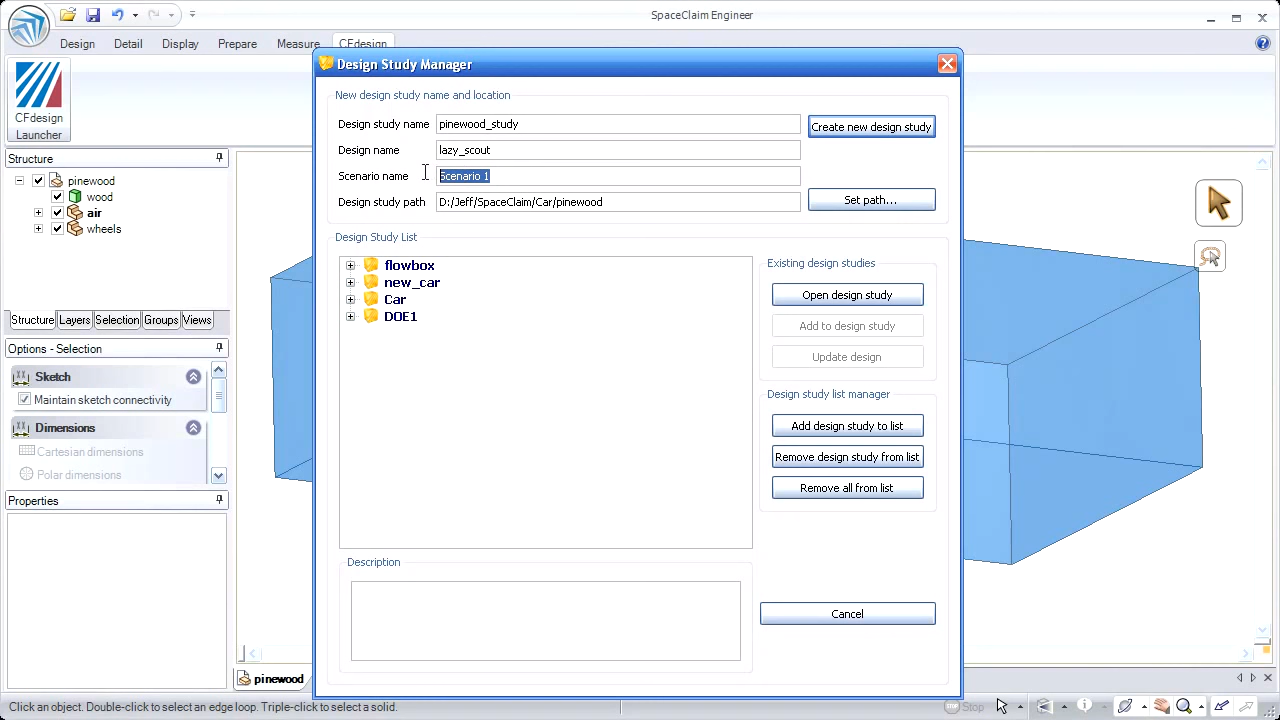 SpaceClaim Engineer
Design
Detail
Display
Prepare
Measure
CFdesign
CFdesign
Launcher
Structure
pinewood
wood
air
wheels
Structure
Layers
Selection
Groups
Views
Options - Selection
Sketch
Maintain sketch connectivity
Dimensions
Cartesian dimensions
Polar dimensions
Properties
Design Study Manager
New design study name and location
Design study name
pinewood_study
Create new design study
Design name
lazy_scout
Scenario name
Scenario 1
Design study path
D:/Jeff/SpaceClaim/Car/pinewood
Set path...
Design Study List
flowbox
new_car
Car
DOE1
Existing design studies
Open design study
Add to design study
Update design
Design study list manager
Add design study to list
Remove design study from list
Remove all from list
Description
Cancel
pinewood
Click an object. Double-click to select an edge loop. Triple-click to select a solid.
Stop